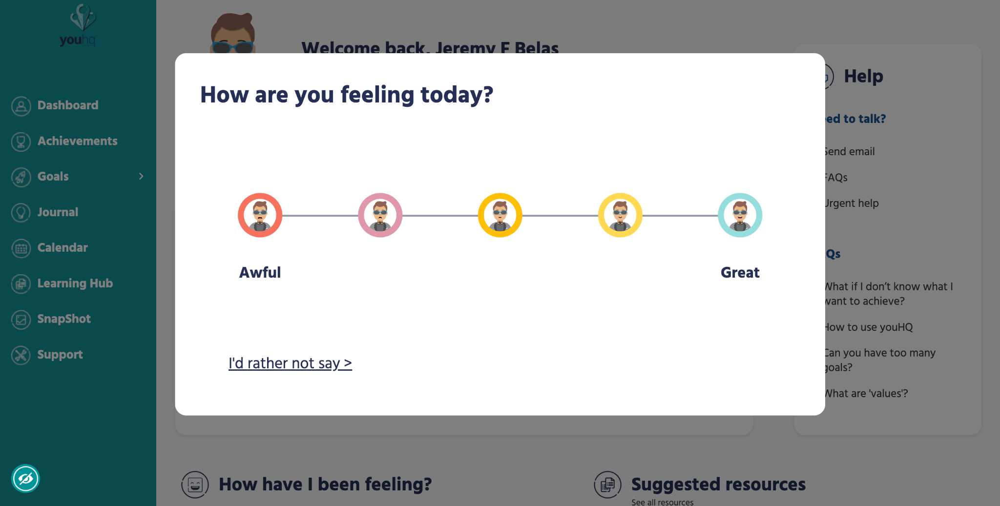 youhq
Dashboard
Achievements
Goals
Journal
Calendar
Learning Hub
SnapShot
Support
Welcome back, Jeremy F Belas
How are you feeling today?
Awful
Great
I'd rather not say >
Help
eed to talk?
Send email
FAQs
Urgent help
Qs
What if I don't know what I
want to achieve?
How to use youHQ
Can you have too many
goals?
What are 'values'?
How have I been feeling?
Suggested resources
See all resources